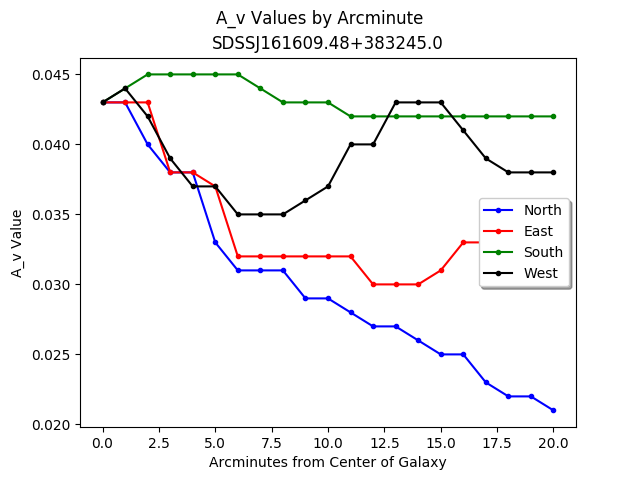 A_v Values by Arcminute
SDSSJ161609.48+383245.0
A_v Value
0.045
0.040
0.035
0.030
0.025
0.020
North
East
South
West
0.0 2.5 5.0 7.5 10.0 12.5 15.0 17.5 20.0
Arcminutes from Center of Galaxy